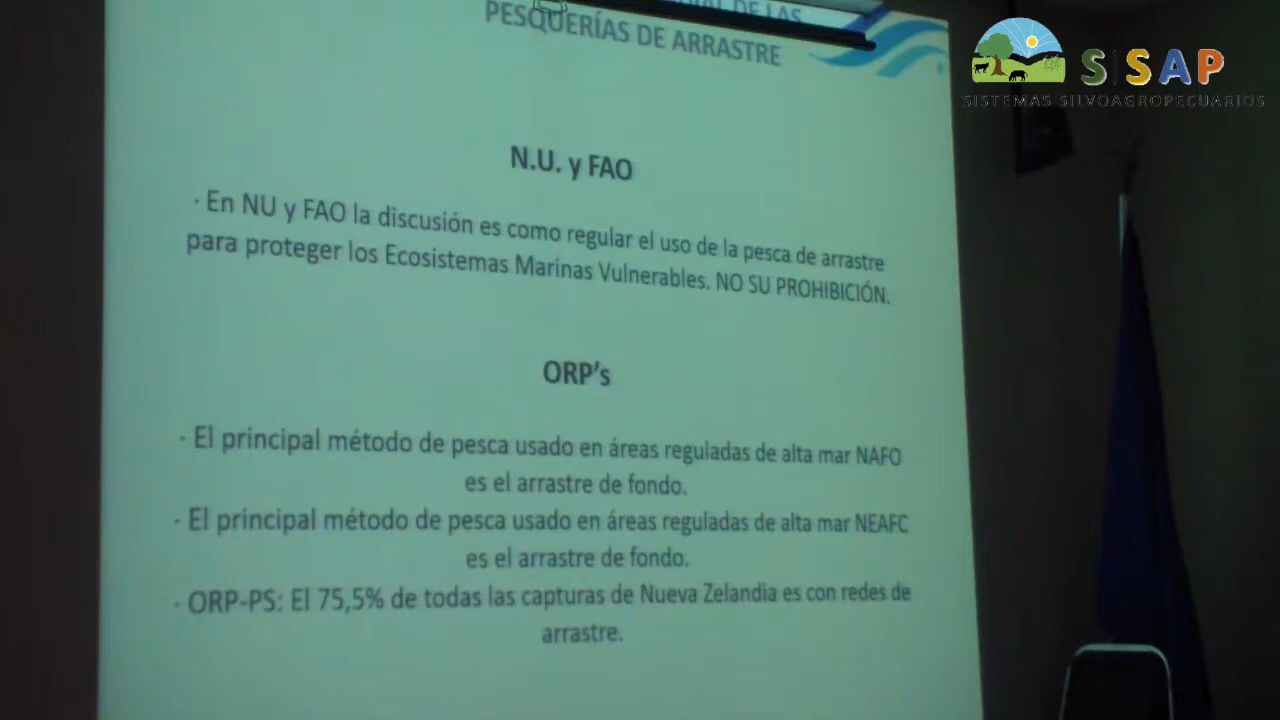 DE LAS
PESQUERÍAS DE ARRASTRE
SISAP
SISTEMAS SILVOAGROPECUARIOS
N.U. y FAO
· En NU y FAO la discusión es como regular el uso de la pesca de arrastre
para proteger los Ecosistemas Marinas Vulnerables. NO SU PROHIBICIÓN.
ORP’s
· El principal método de pesca usado en áreas reguladas de alta mar NAFO
es el arrastre de fondo.
· El principal método de pesca usado en áreas reguladas de alta mar NEAFC
es el arrastre de fondo.
· ORP-PS: El 75,5% de todas las capturas de Nueva Zelandia es con redes de
arrastre.